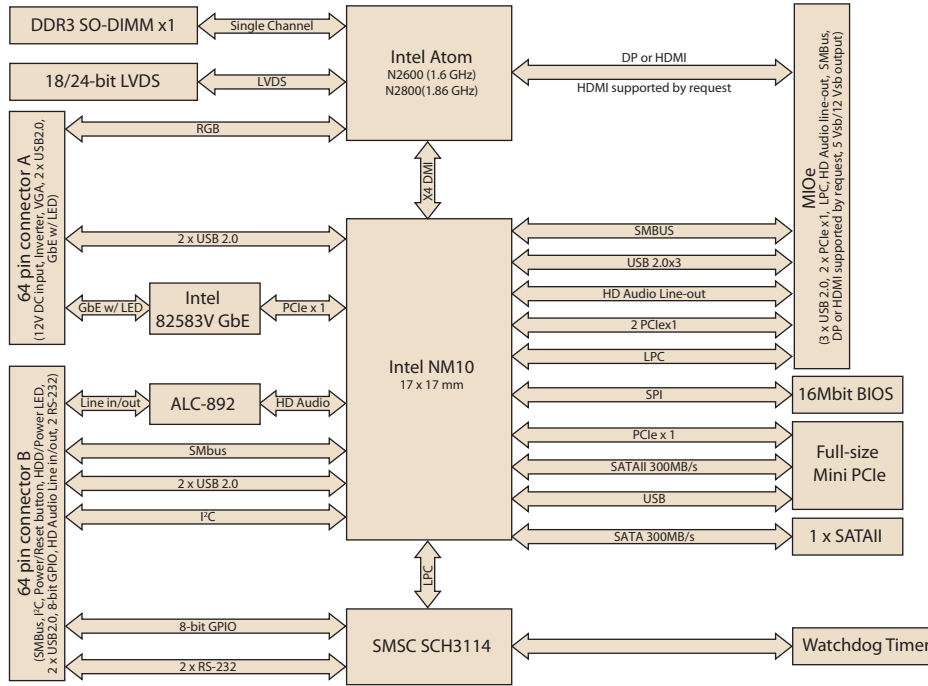 DDR3 SO-DIMM x1
Single Channel
18/24-bit LVDS
LVDS
Intel Atom
N2600 (1.6 GHz)
N2800(1.86 GHz)
DP or HDMI
HDMI supported by request
MIOe
(3 x USB 2.0, 2 x PCIe x1, LPC, HD Audio line-out, SMBus,
DP or HDMI supported by request, 5 Vsb/12 Vsb output)
64 pin connector A
(12V DC input, Inverter, VGA, 2 x USB2.0,
GbE w/ LED)
RGB
X4 DMI
2 x USB 2.0
GbE w/ LED
Intel
82583V GbE
PCIe x 1
Intel NM10
17 x 17 mm
SMBUS
USB 2.0x3
HD Audio Line-out
2 PCIex1
LPC
SPI
16Mbit BIOS
PCIe x 1
SATAII 300MB/s
USB
Full-size
Mini PCIe
SATA 300MB/s
1 x SATAII
64 pin connector B
(SMBus, I²C, Power/Reset button, HDD/Power LED,
2 x USB2.0, 8-bit GPIO, HD Audio Line in/out, 2 RS-232)
Line in/out
ALC-892
HD Audio
SMbus
2 x USB 2.0
I²C
LPC
8-bit GPIO
2 x RS-232
SMSC SCH3114
Watchdog Timer